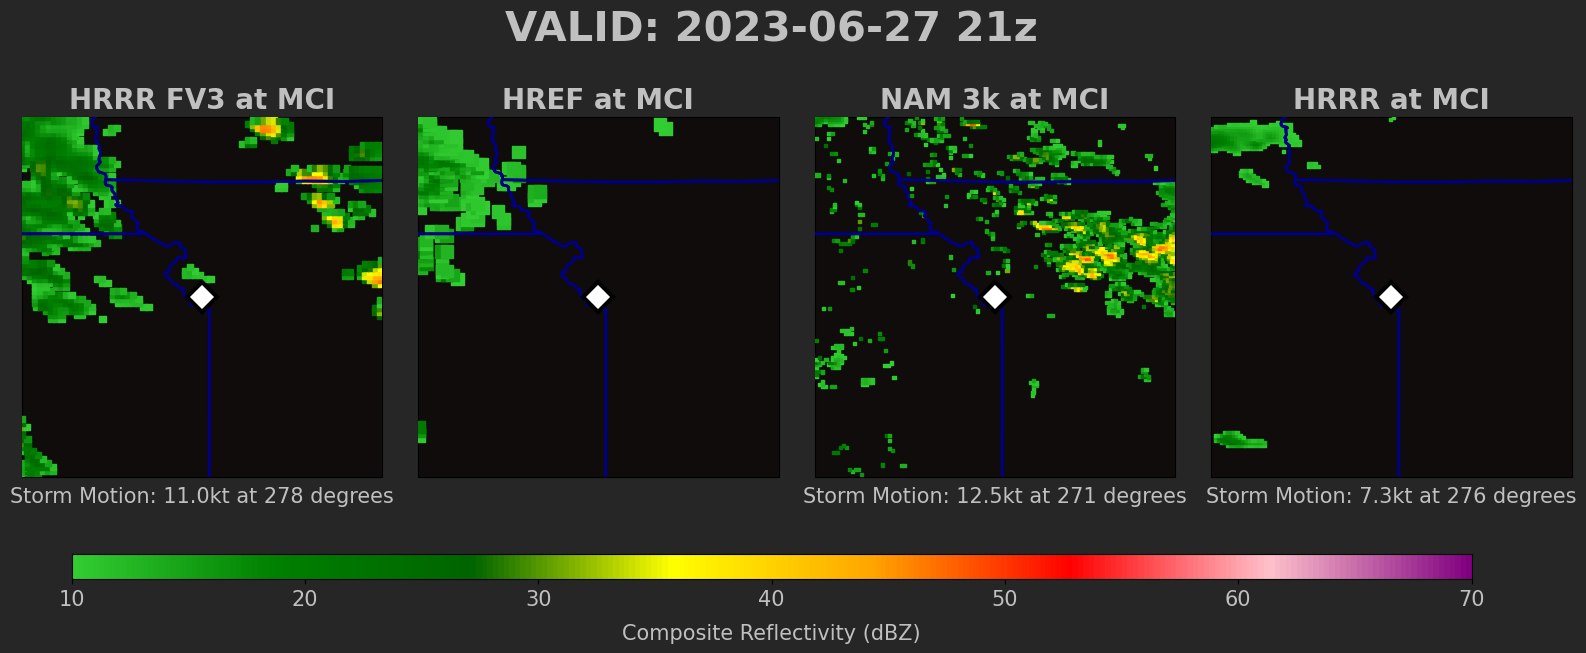 VALID: 2023-06-27 21z
HRRR FV3 at MCI
HREF at MCI
NAM 3k at MCI
HRRR at MCI
Storm Motion: 11.0kt at 278 degrees
Storm Motion: 12.5kt at 271 degrees
Storm Motion: 7.3kt at 276 degrees
10 20 30 40 50 60 70
Composite Reflectivity (dBZ)